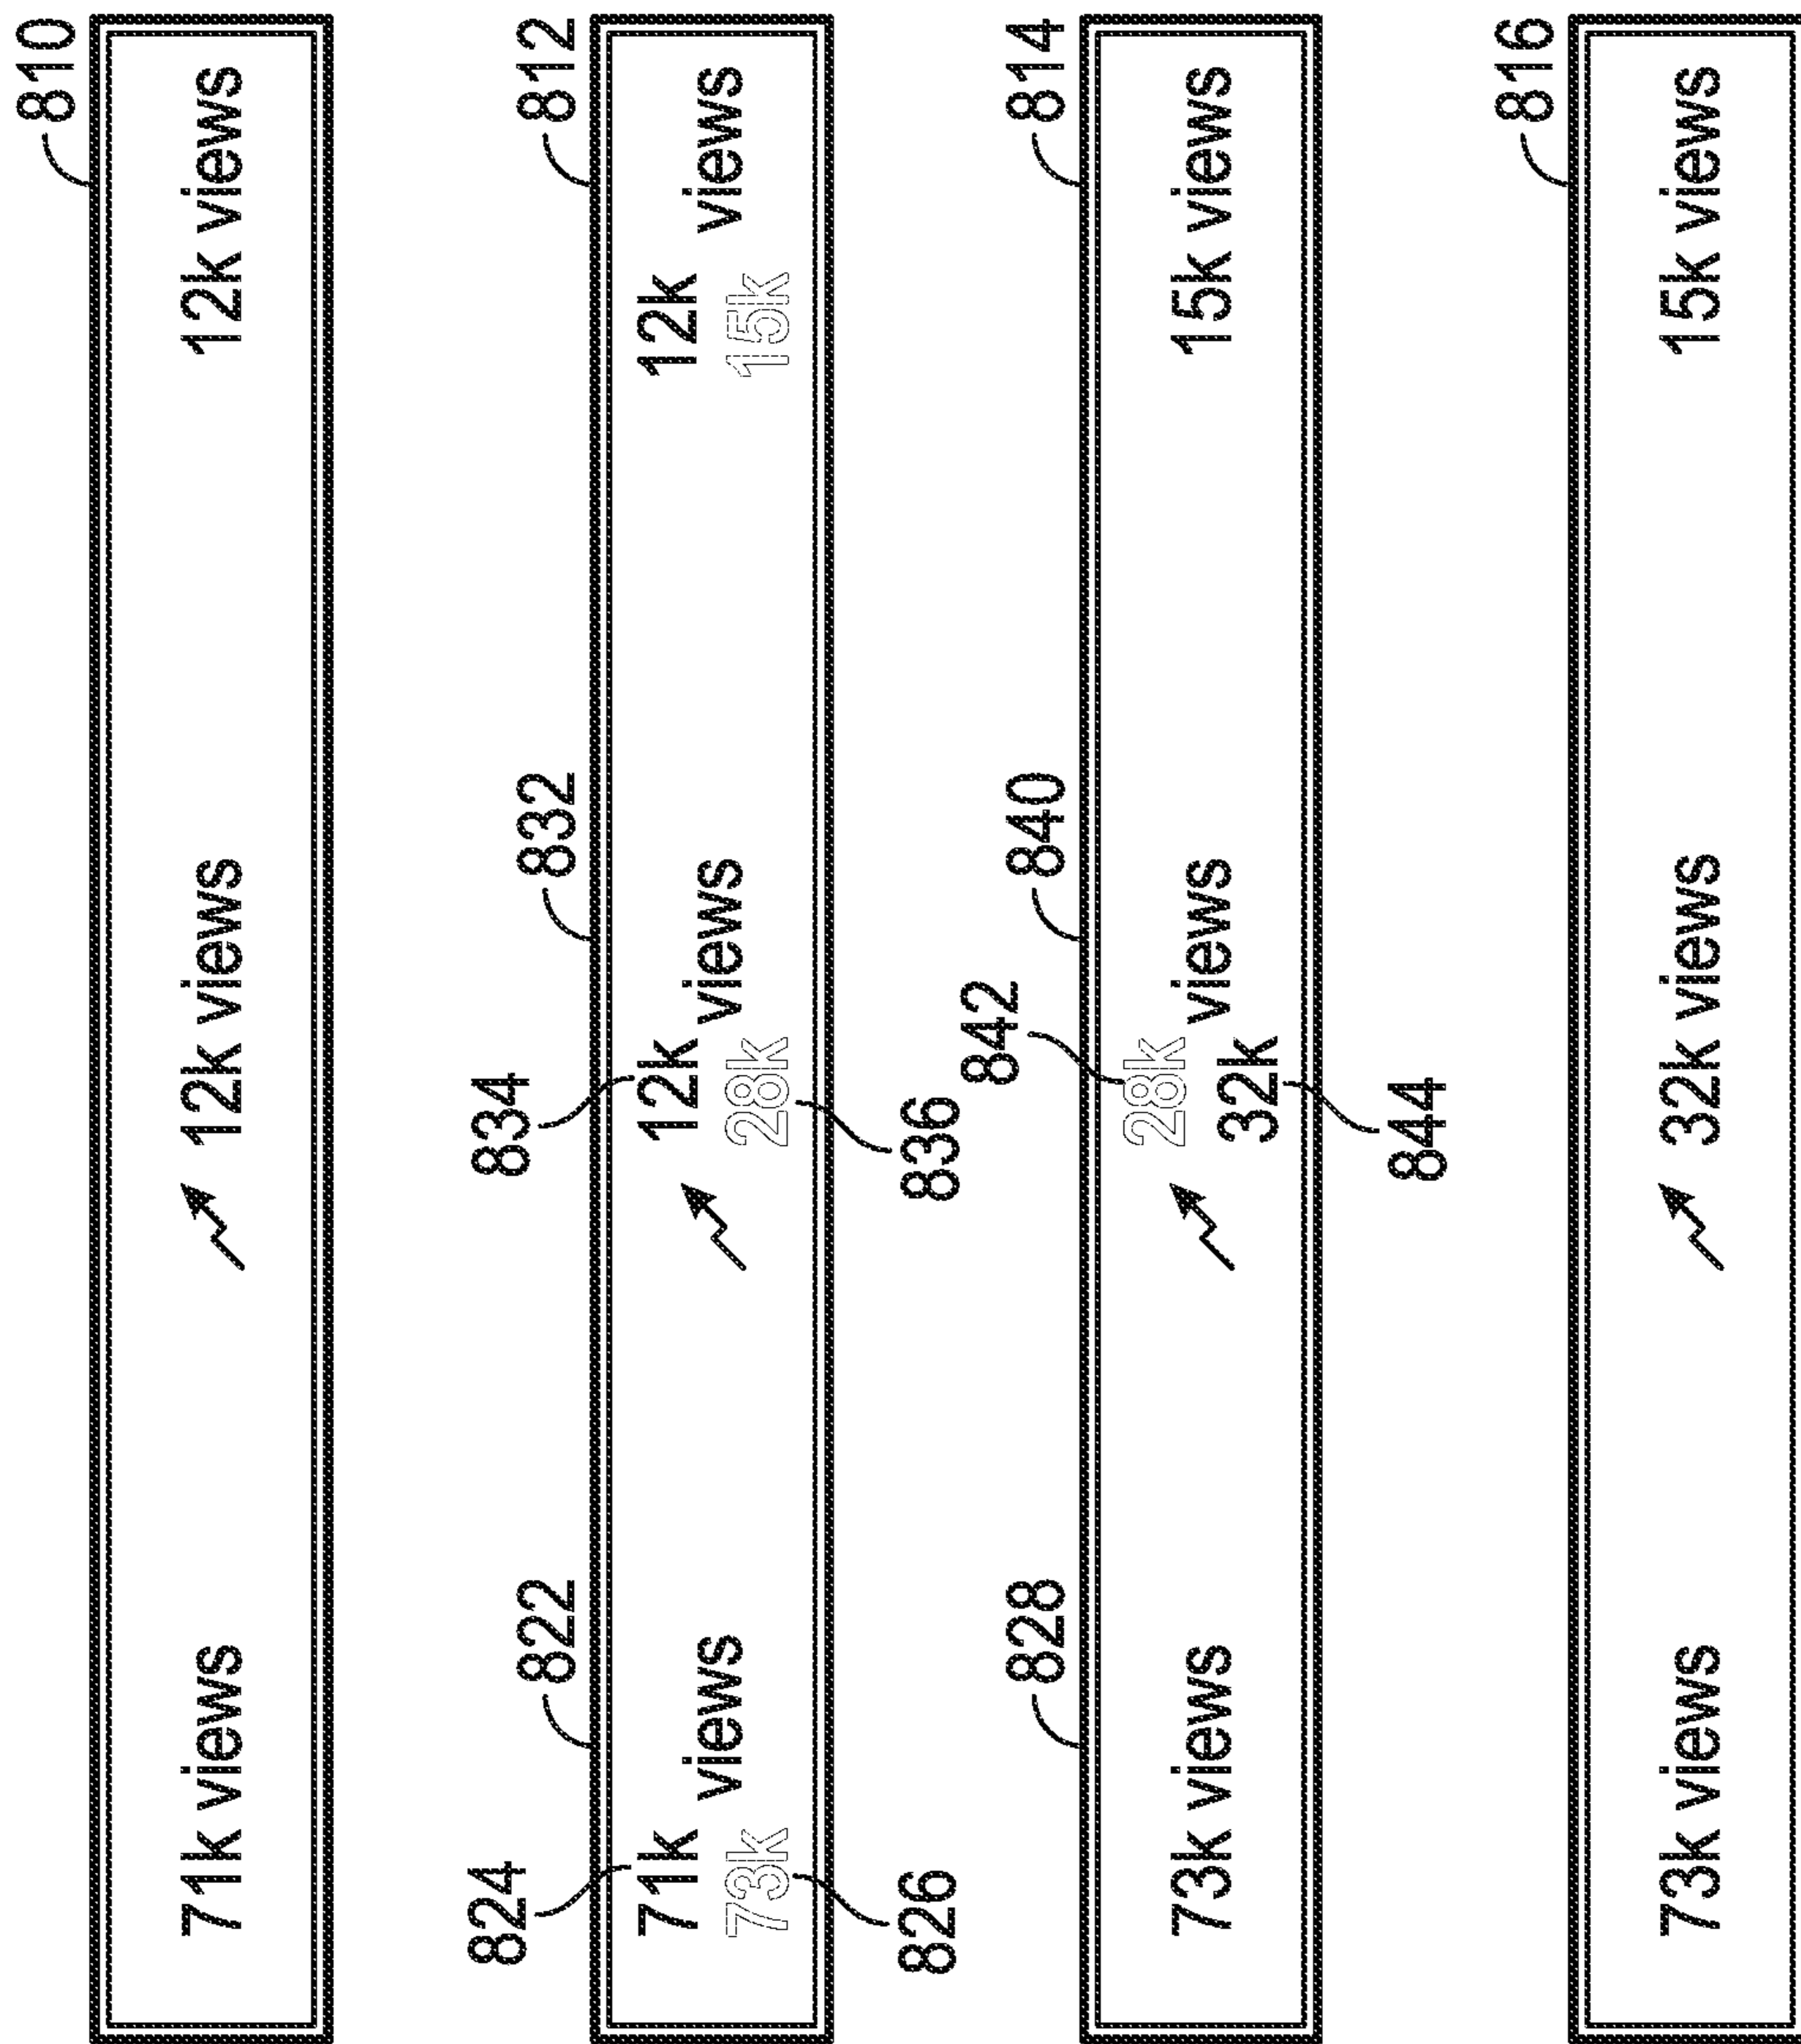 810
71k views 12k views 12k views
812
832
822
834
824
71k 12k 12k
views views views
73k 28k 15k
836
826
814
840
828
842
28k
73k views views 15k views
32k
844
816
73k views 32k views 15k views